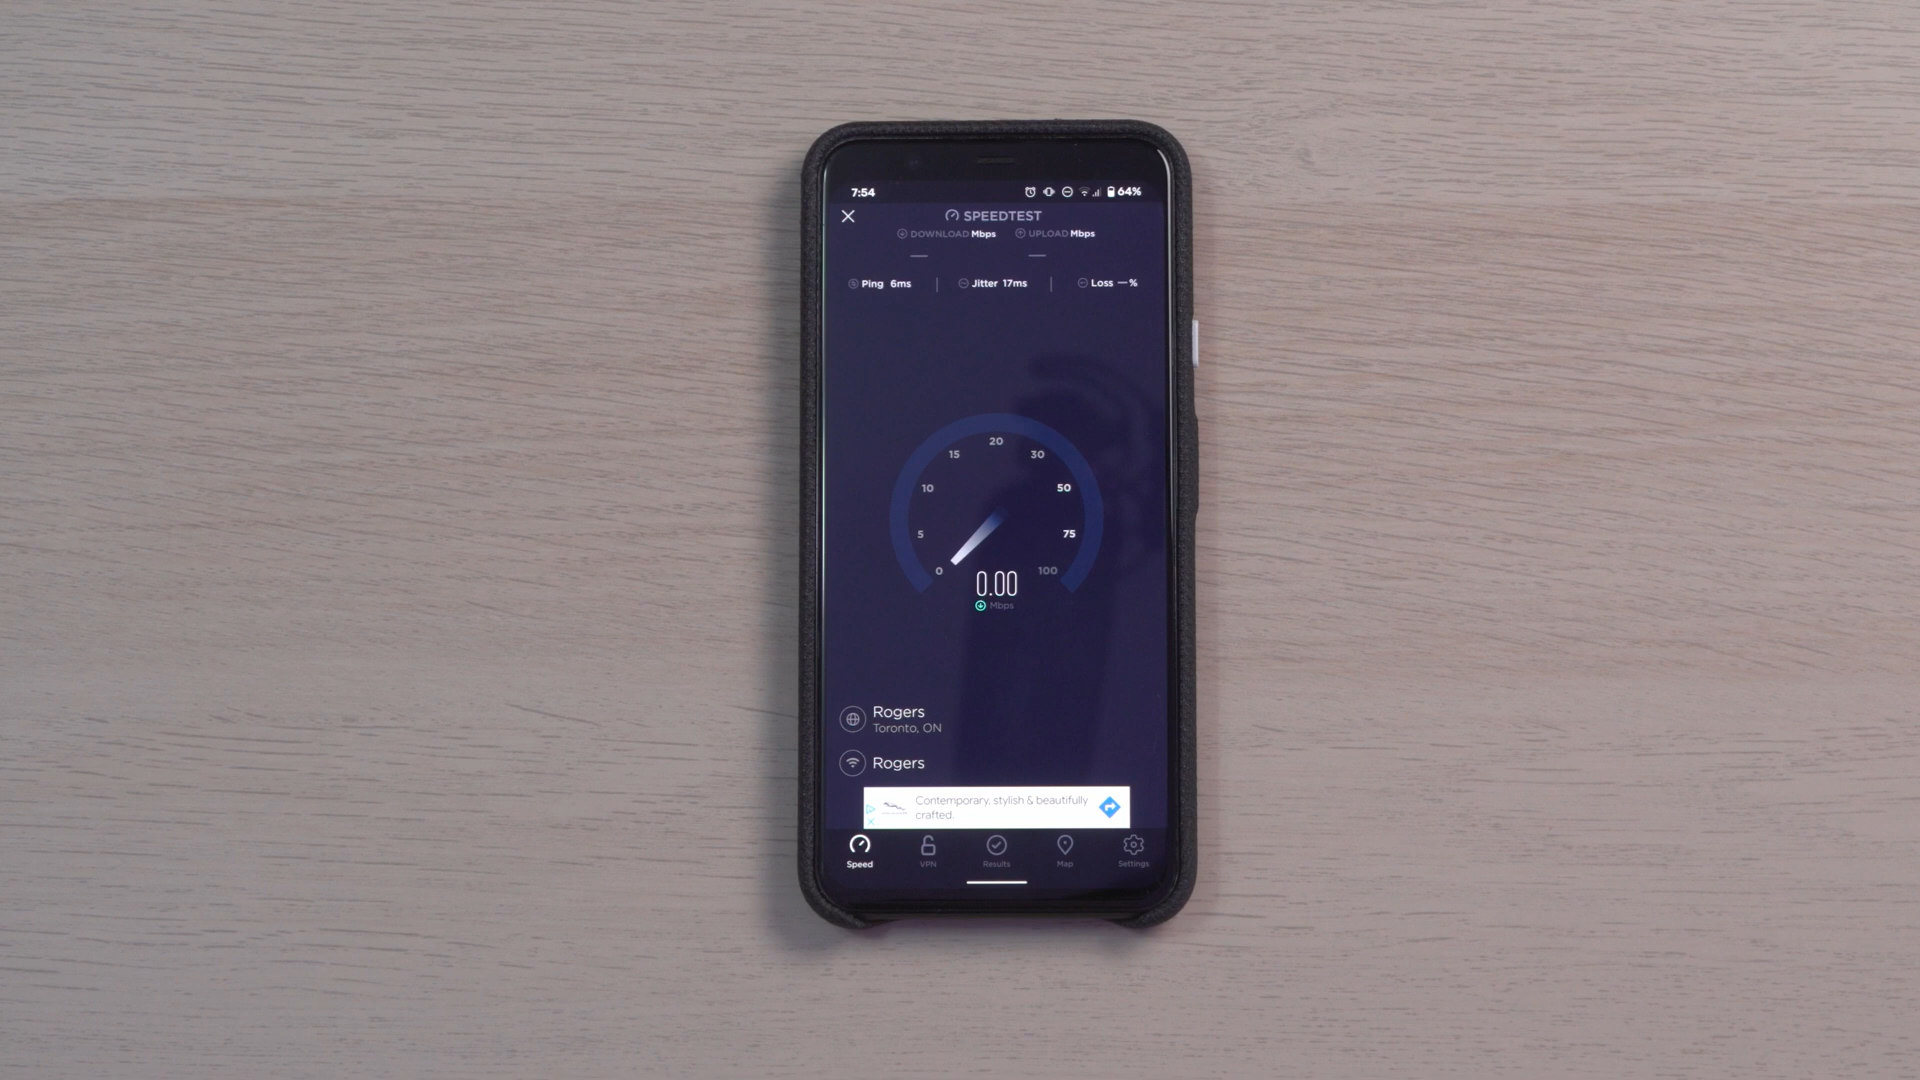 7:54 64%
SPEEDTEST
DOWNLOAD Mbps UPLOAD Mbps
— —
Ping 6ms | Jitter 17ms | Loss —%
20
15 30
10 50
5 75
0 100
0.00
Mbps
Rogers
Toronto, ON
Rogers
Contemporary, stylish & beautifully
crafted.
Speed VPN Results Map Settings